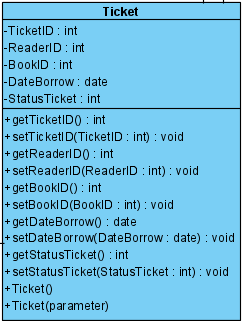 Ticket
-TicketID : int
-ReaderID : int
-BookID : int
-DateBorrow : date
-StatusTicket : int
+getTicketID() : int
+setTicketID(TicketID : int) : void
+getReaderID() : int
+setReaderID(ReaderID : int) : void
+getBookID() : int
+setBookID(BookID : int) : void
+getDateBorrow() : date
+setDateBorrow(DateBorrow : date) : void
+getStatusTicket() : int
+setStatusTicket(StatusTicket : int) : void
+Ticket()
+Ticket(parameter)